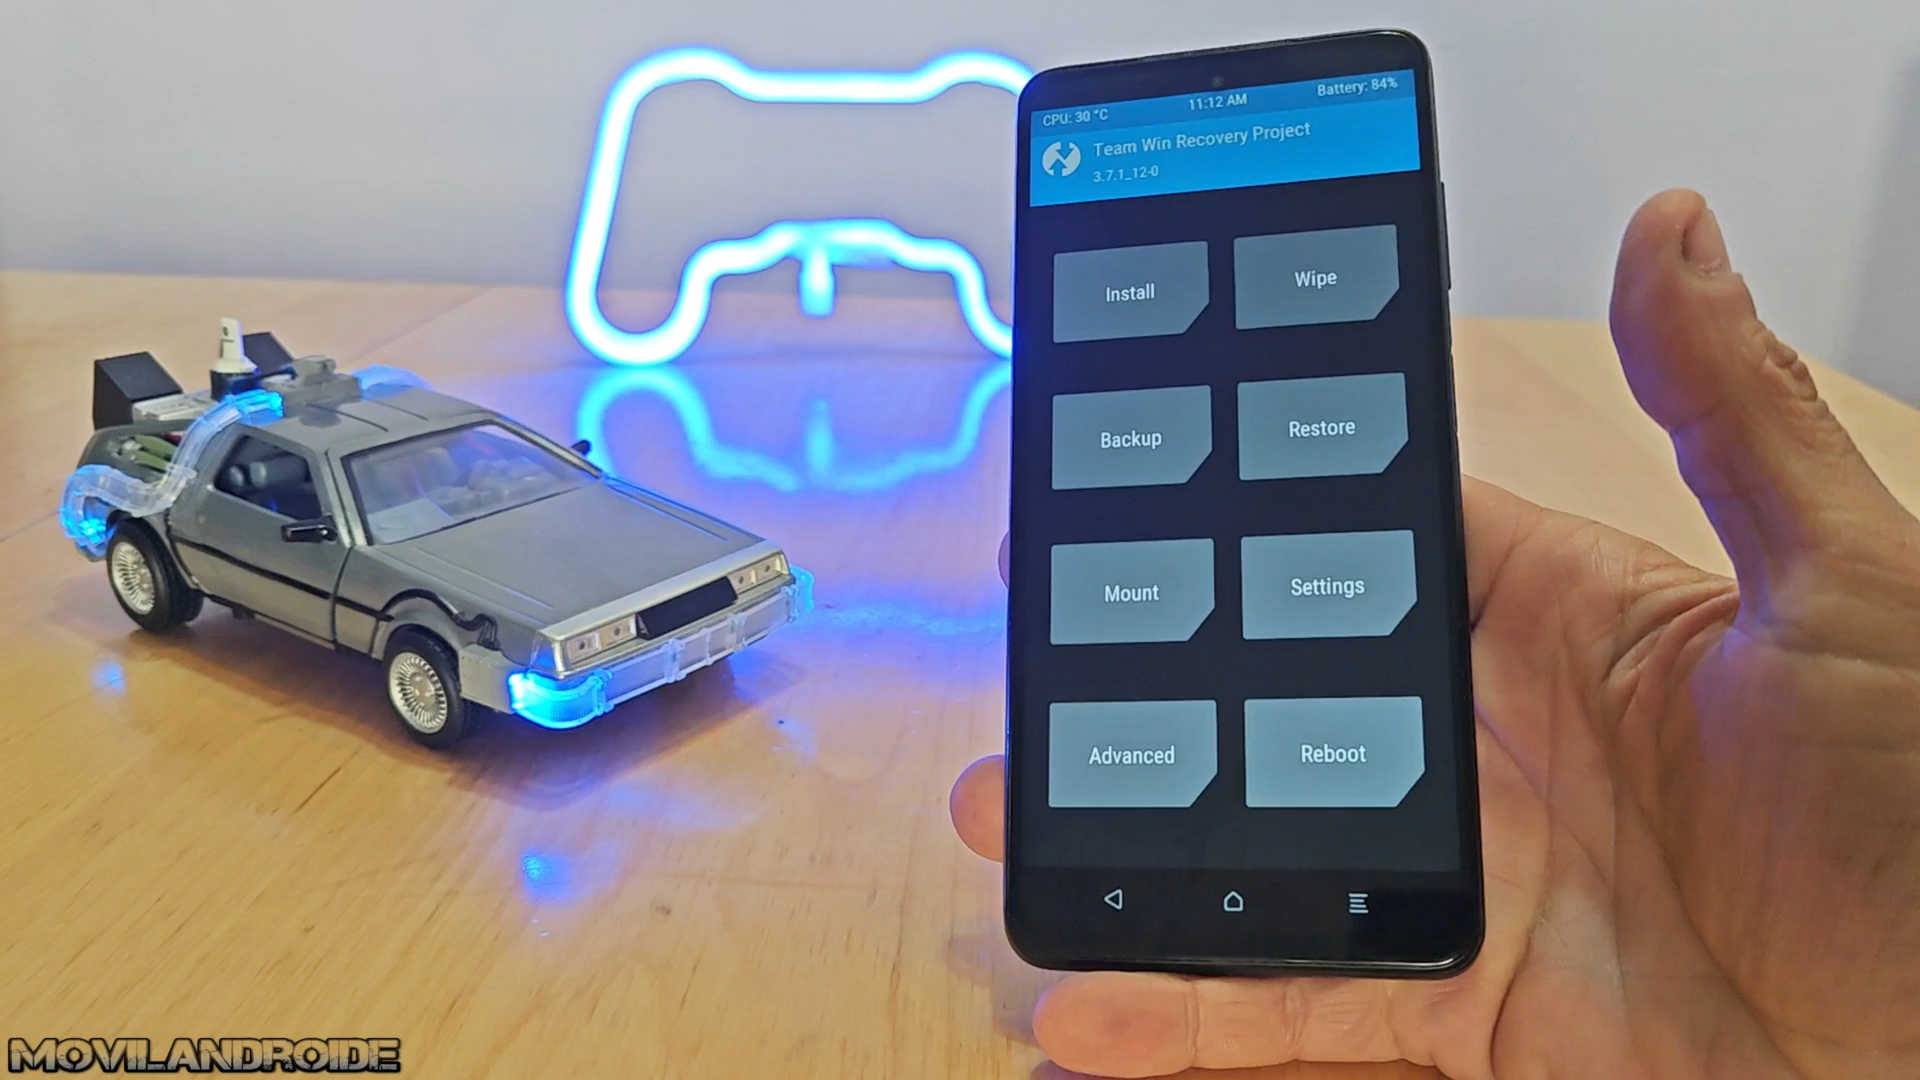 CPU: 30 °C
11:12 AM
Battery: 84%
Team Win Recovery Project
3.7.1_12-0
Install
Wipe
Backup
Restore
Mount
Settings
Advanced
Reboot
MOVILANDROIDE